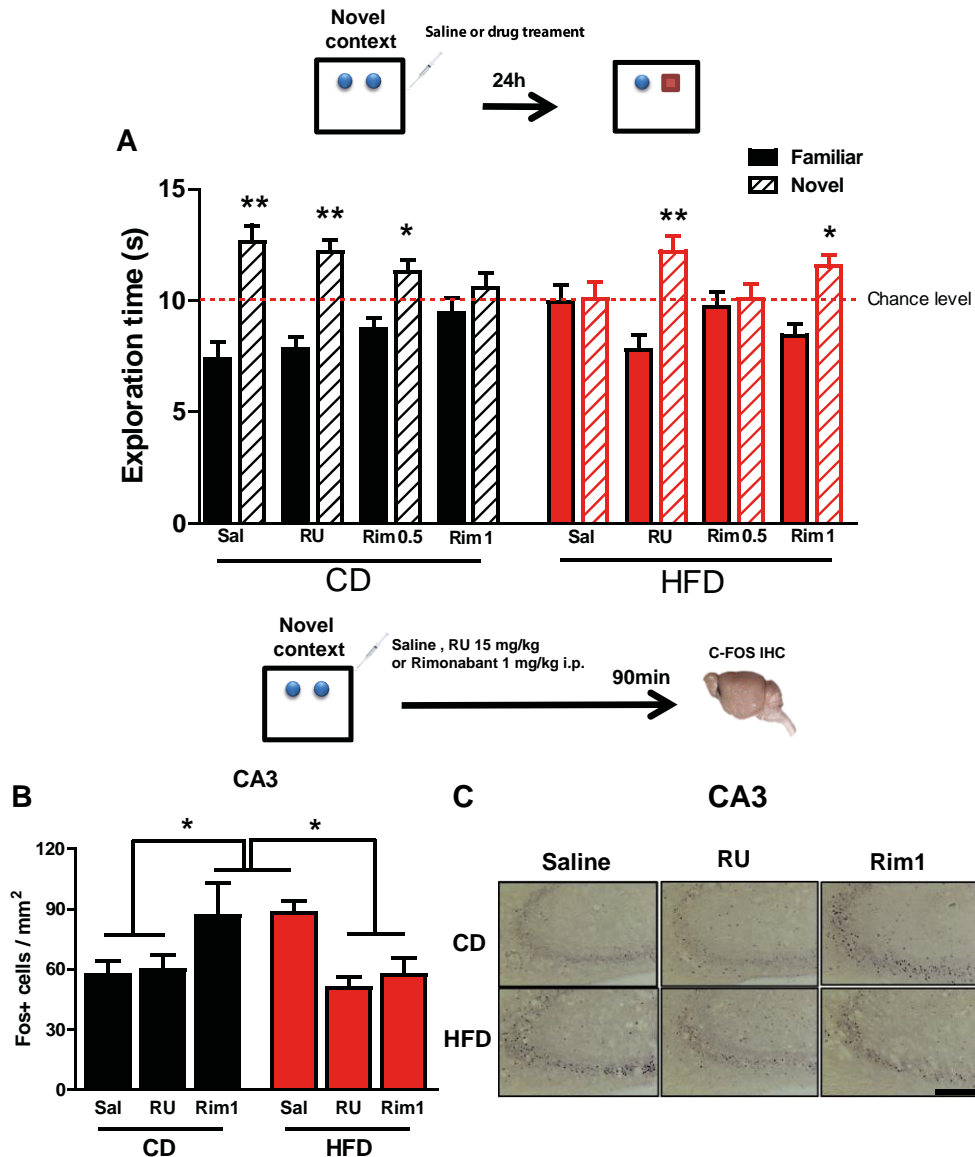 Novel
context
Saline or drug treament
24h
A
Familiar
Novel
Exploration time (s)
15
10
5
0
** ** * ** *
Chance level
Sal RU Rim 0.5 Rim 1 Sal RU Rim 0.5 Rim 1
CD HFD
Novel
context
Saline , RU 15 mg/kg
or Rimonabant 1 mg/kg i.p.
90min
C-FOS IHC
B
CA3
* *
Fos+ cells / mm²
120
90
60
30
0
Sal RU Rim1 Sal RU Rim1
CD HFD
C
CA3
Saline RU Rim1
CD
HFD